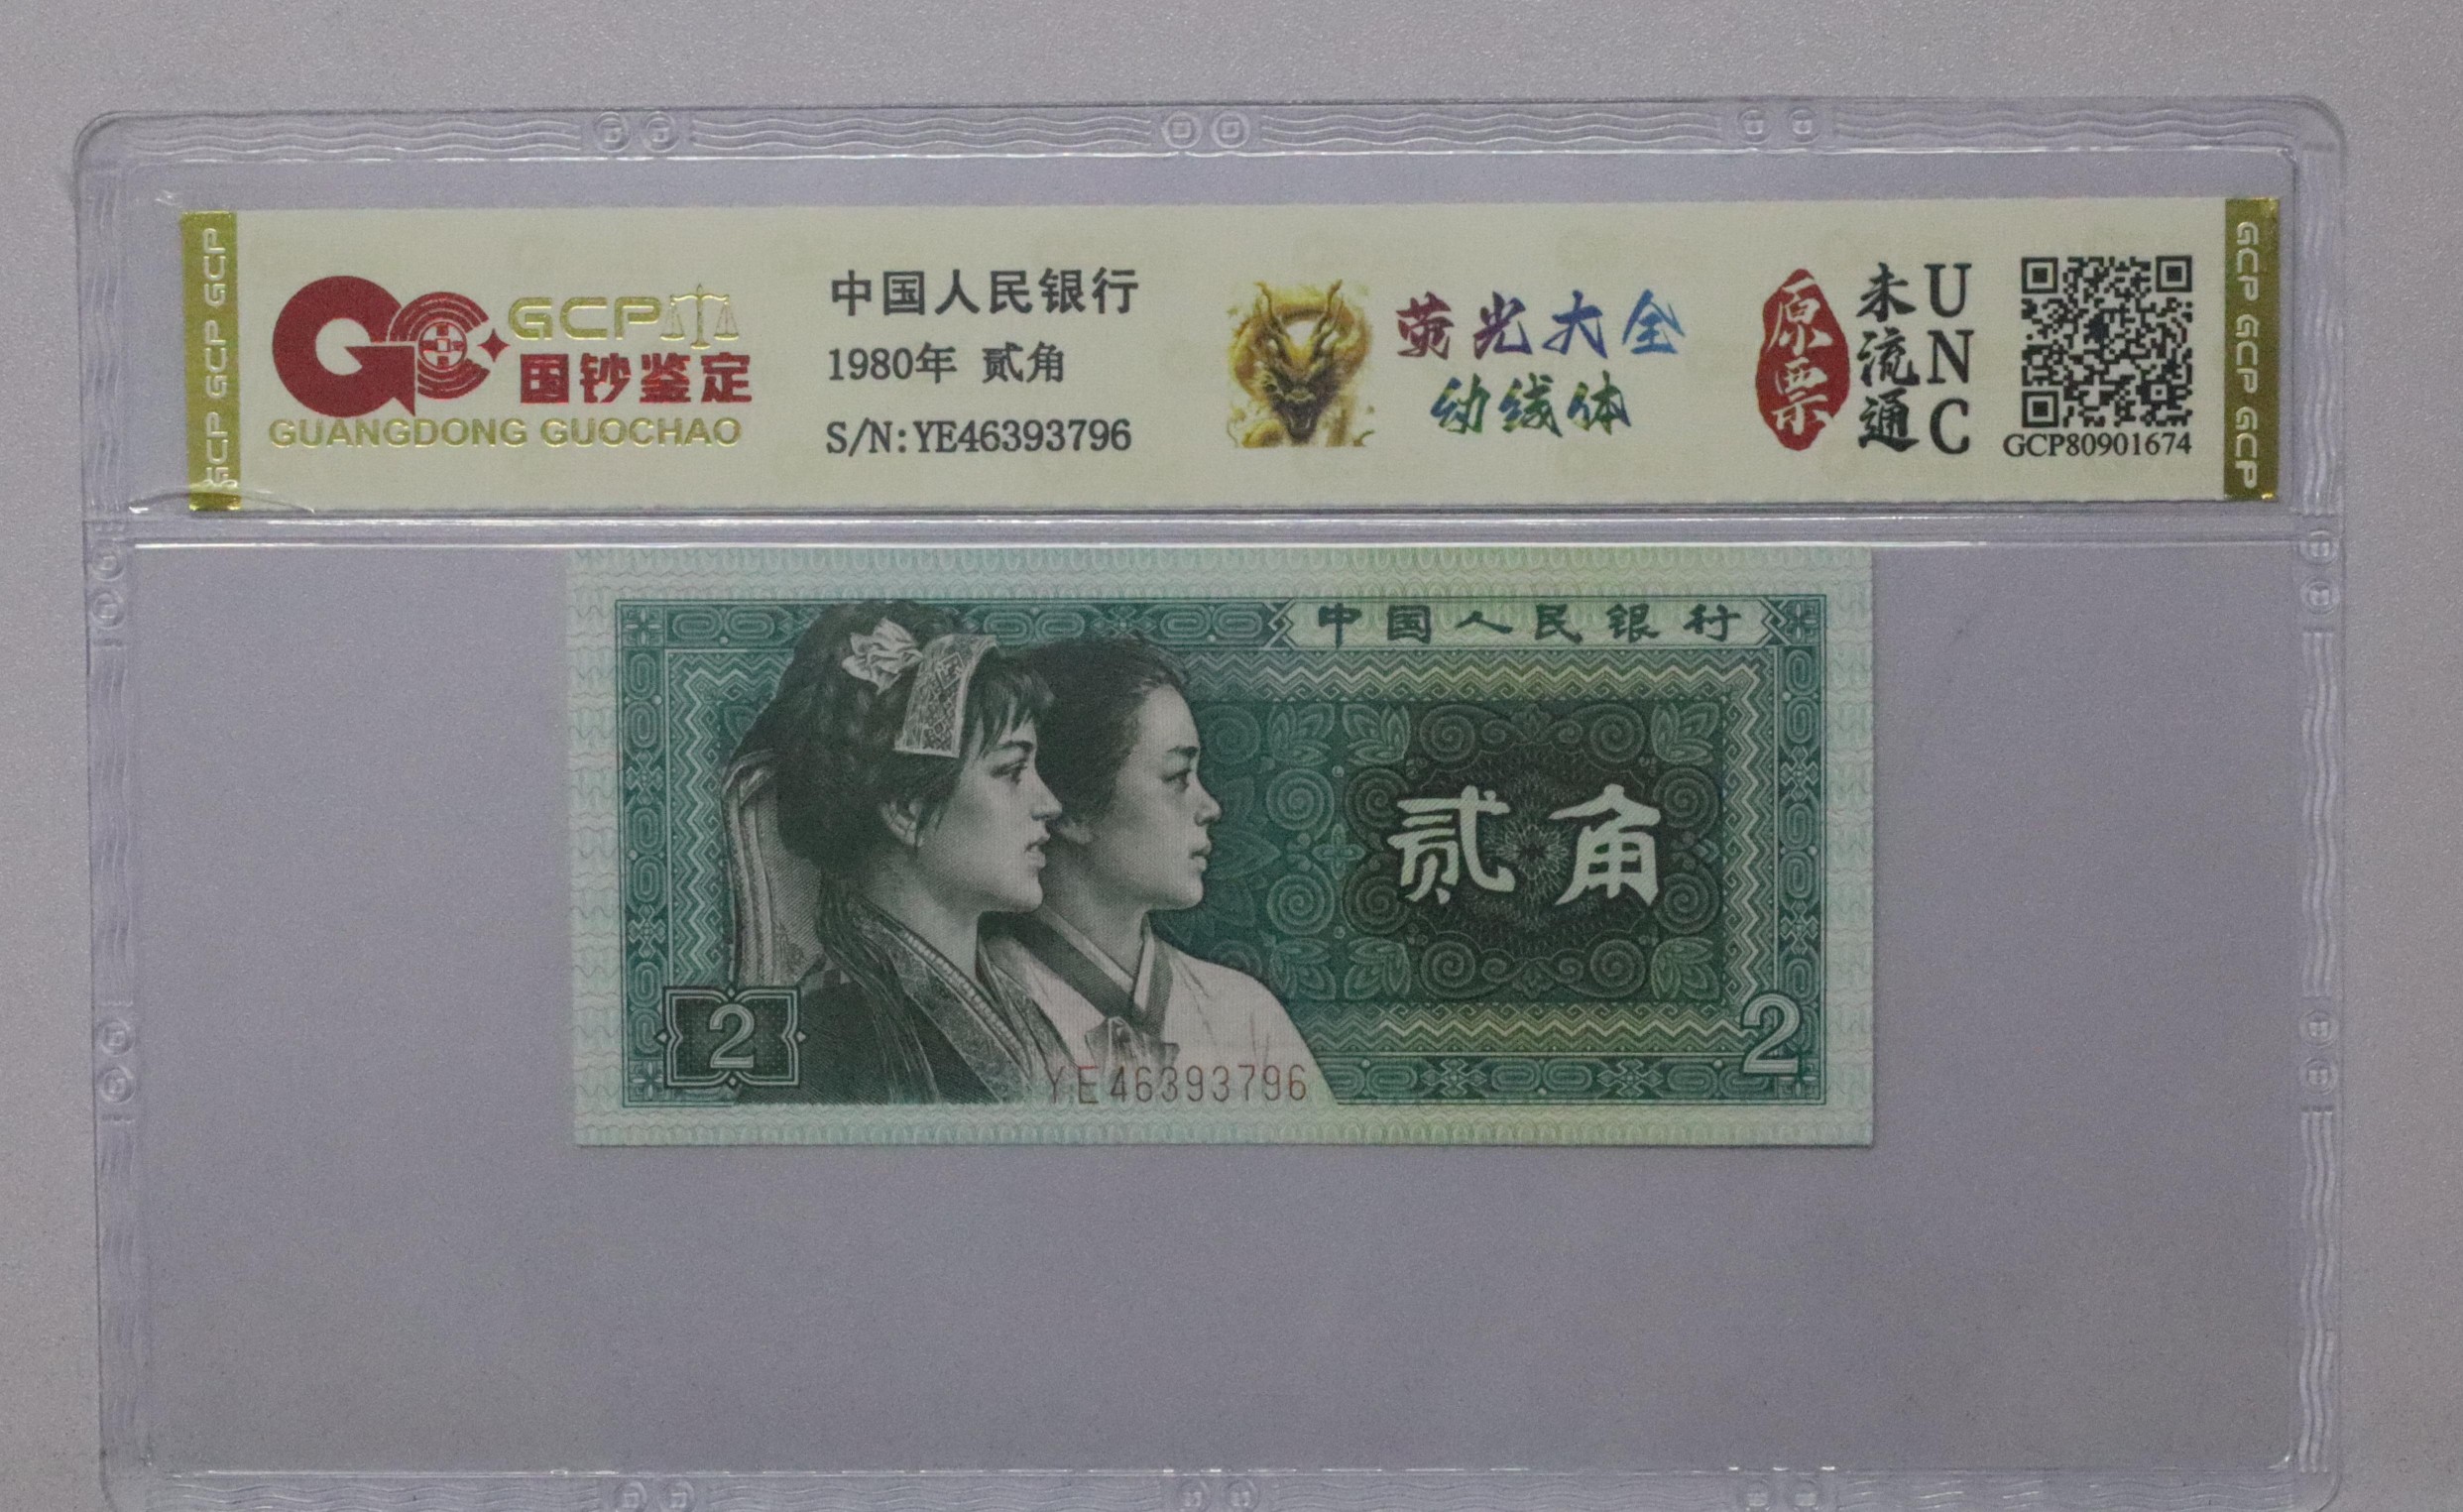 GCP GCP GCP
GCP
国钞鉴定
GUANGDONG GUOCHAO
中国人民银行
1980年 贰角
S/N:YE46393796
荧光大全
幼线体
原票
未流通
UNC
GCP80901674
GCP GCP GCP
中国人民银行
贰角
2
2
YE46393796